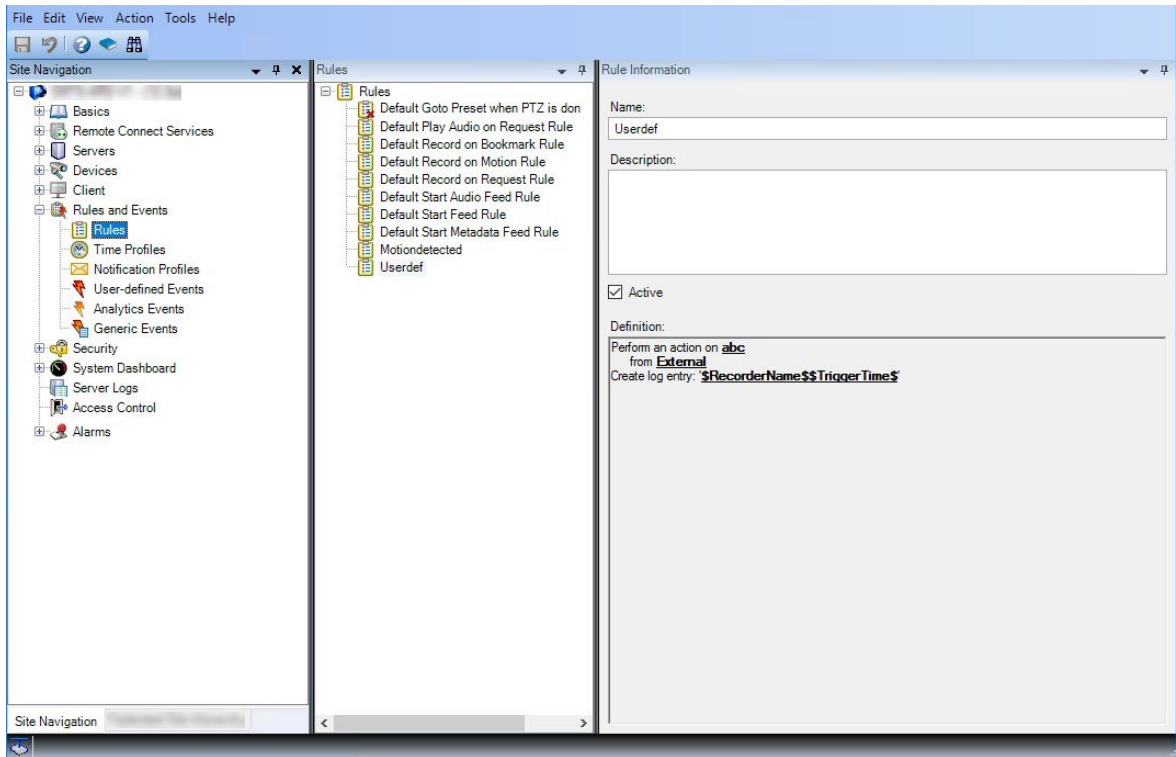 File Edit View Action Tools Help
Site Navigation
Basics
Remote Connect Services
Servers
Devices
Client
Rules and Events
Rules
Time Profiles
Notification Profiles
User-defined Events
Analytics Events
Generic Events
Security
System Dashboard
Server Logs
Access Control
Alarms
Site Navigation
Rules
Rules
Default Goto Preset when PTZ is don
Default Play Audio on Request Rule
Default Record on Bookmark Rule
Default Record on Motion Rule
Default Record on Request Rule
Default Start Audio Feed Rule
Default Start Feed Rule
Default Start Metadata Feed Rule
Motiondetected
Userdef
Rule Information
Name:
Userdef
Description:
Active
Definition:
Perform an action on abc
from External
Create log entry: '$RecorderName$$TriggerTime$'